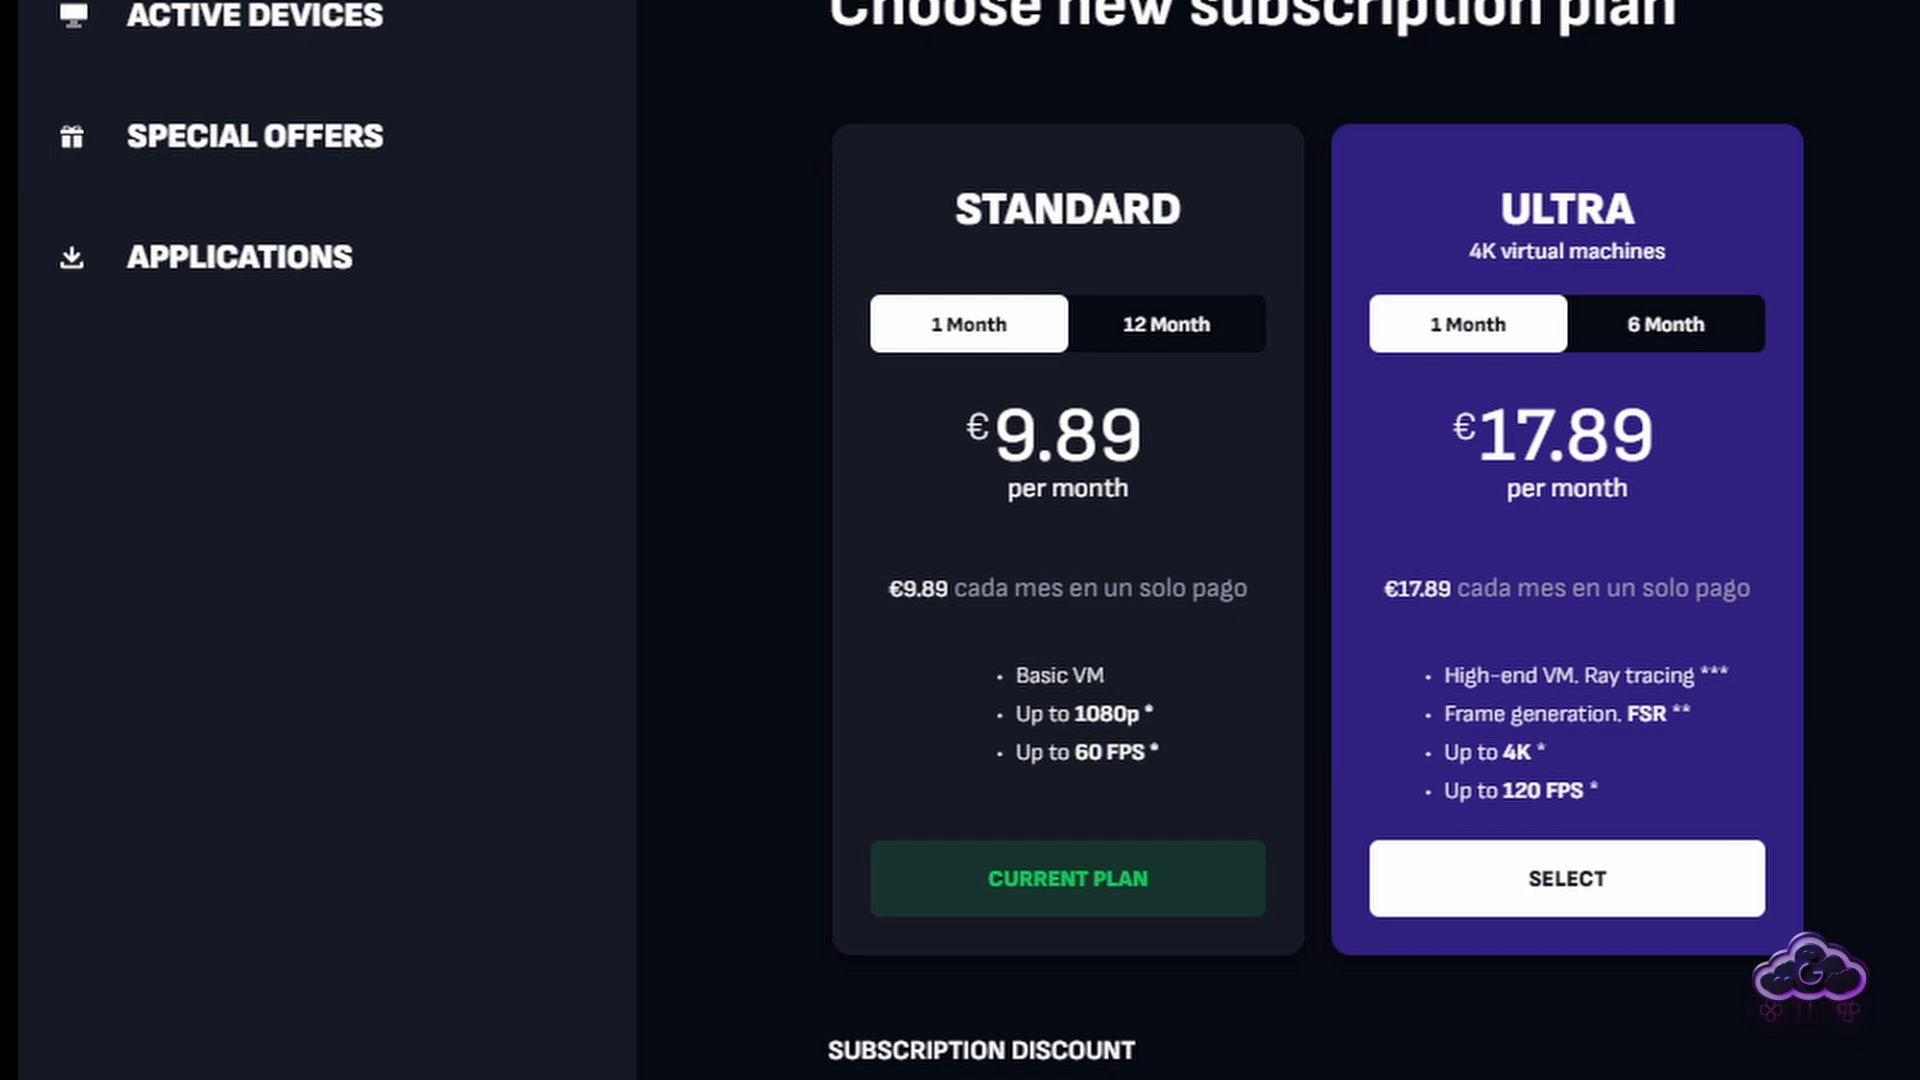 Choose new subscription plan
ACTIVE DEVICES
SPECIAL OFFERS
APPLICATIONS
STANDARD
1 Month
12 Month
€9.89
per month
€9.89 cada mes en un solo pago
• Basic VM
• Up to 1080p *
• Up to 60 FPS *
CURRENT PLAN
ULTRA
4K virtual machines
1 Month
6 Month
€17.89
per month
€17.89 cada mes en un solo pago
• High-end VM. Ray tracing ***
• Frame generation. FSR **
• Up to 4K *
• Up to 120 FPS *
SELECT
SUBSCRIPTION DISCOUNT
G